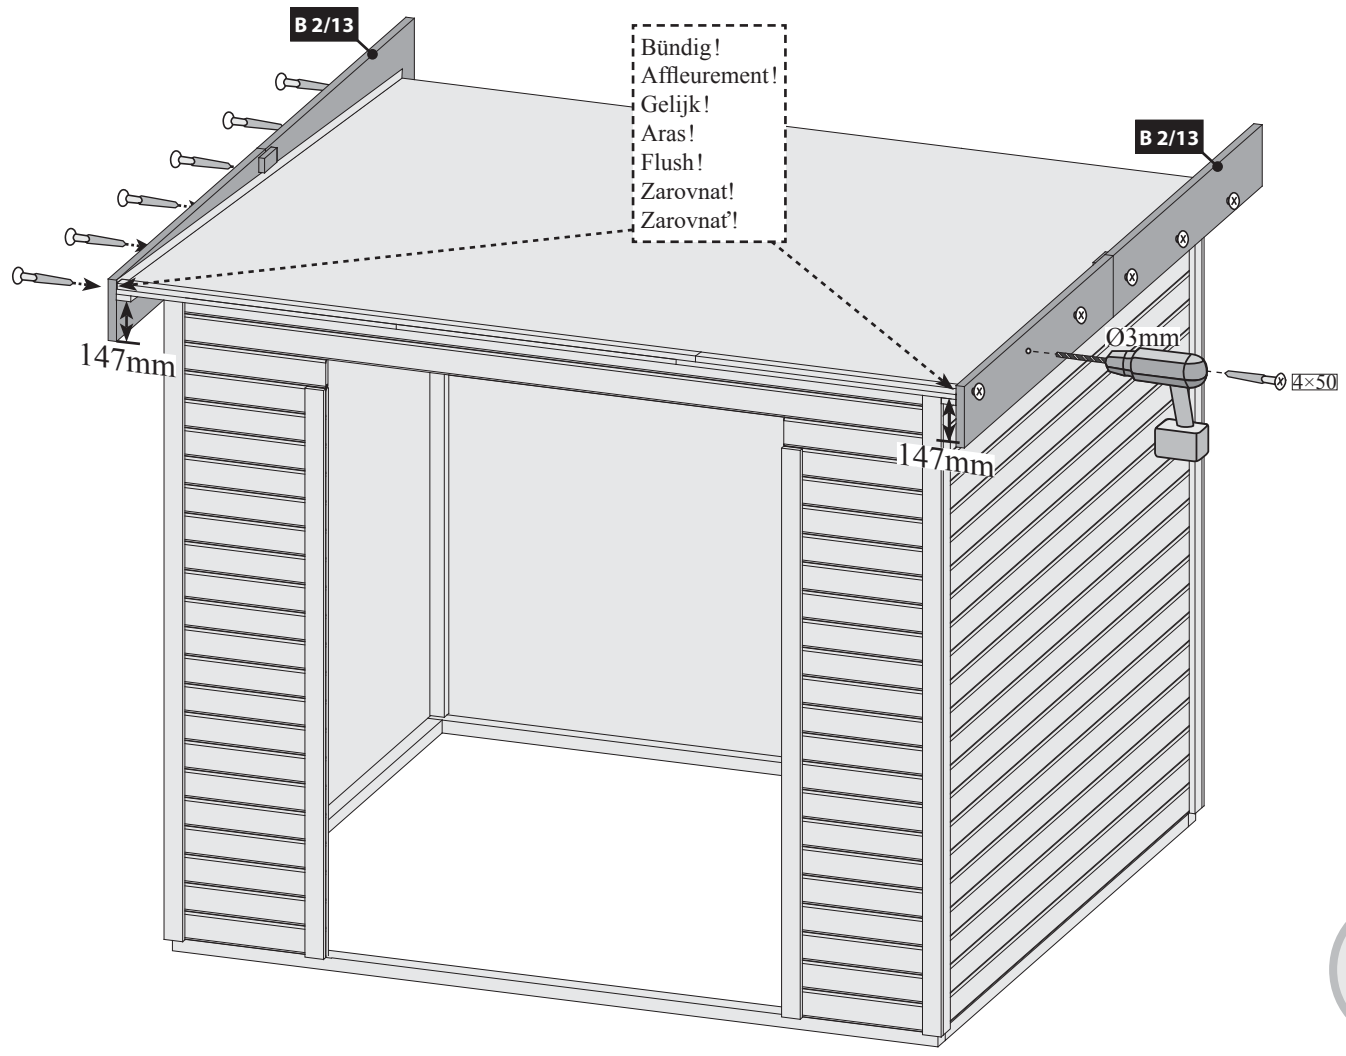 B 2/13
Bündig!
Affleurement!
Gelijk!
Aras!
Flush!
Zarovnat!
Zarovnať!
B 2/13
Ø3mm
4×50
147mm
147mm